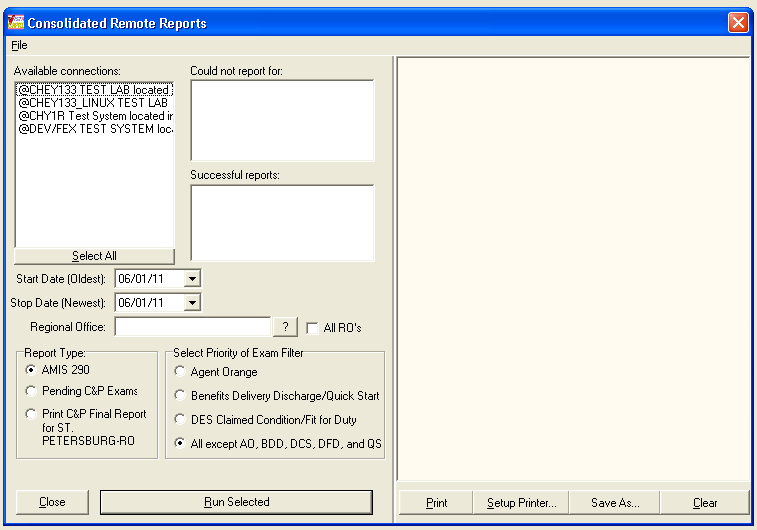 Consolidated Remote Reports
File
Available connections:
@CHEY133 TEST LAB located
@CHEY133_LINUX TEST LAB
@CHY1R Test System located in
@DEV/FEX TEST SYSTEM loc
Select All
Could not report for:
Successful reports:
Start Date (Oldest): 06/01/11
Stop Date (Newest): 06/01/11
Regional Office: ? All RO's
Report Type:
AMIS 290
Pending C&P Exams
Print C&P Final Report
for ST.
PETERSBURG-RO
Select Priority of Exam Filter
Agent Orange
Benefits Delivery Discharge/Quick Start
DES Claimed Condition/Fit for Duty
All except AO, BDD, DCS, DFD, and QS
Close Run Selected Print Setup Printer... Save As... Clear